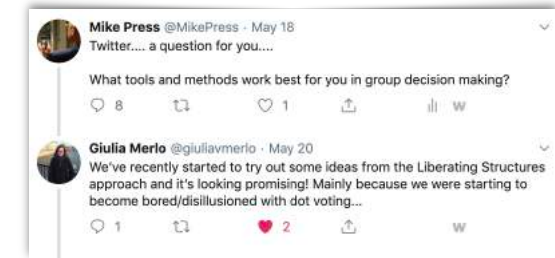 Mike Press @MikePress · May 18
Twitter.... a question for you....
What tools and methods work best for you in group decision making?
8 1 W
Giulia Merlo @giuliavmerlo · May 20
We've recently started to try out some ideas from the Liberating Structures
approach and it's looking promising! Mainly because we were starting to
become bored/disillusioned with dot voting...
1 2 W